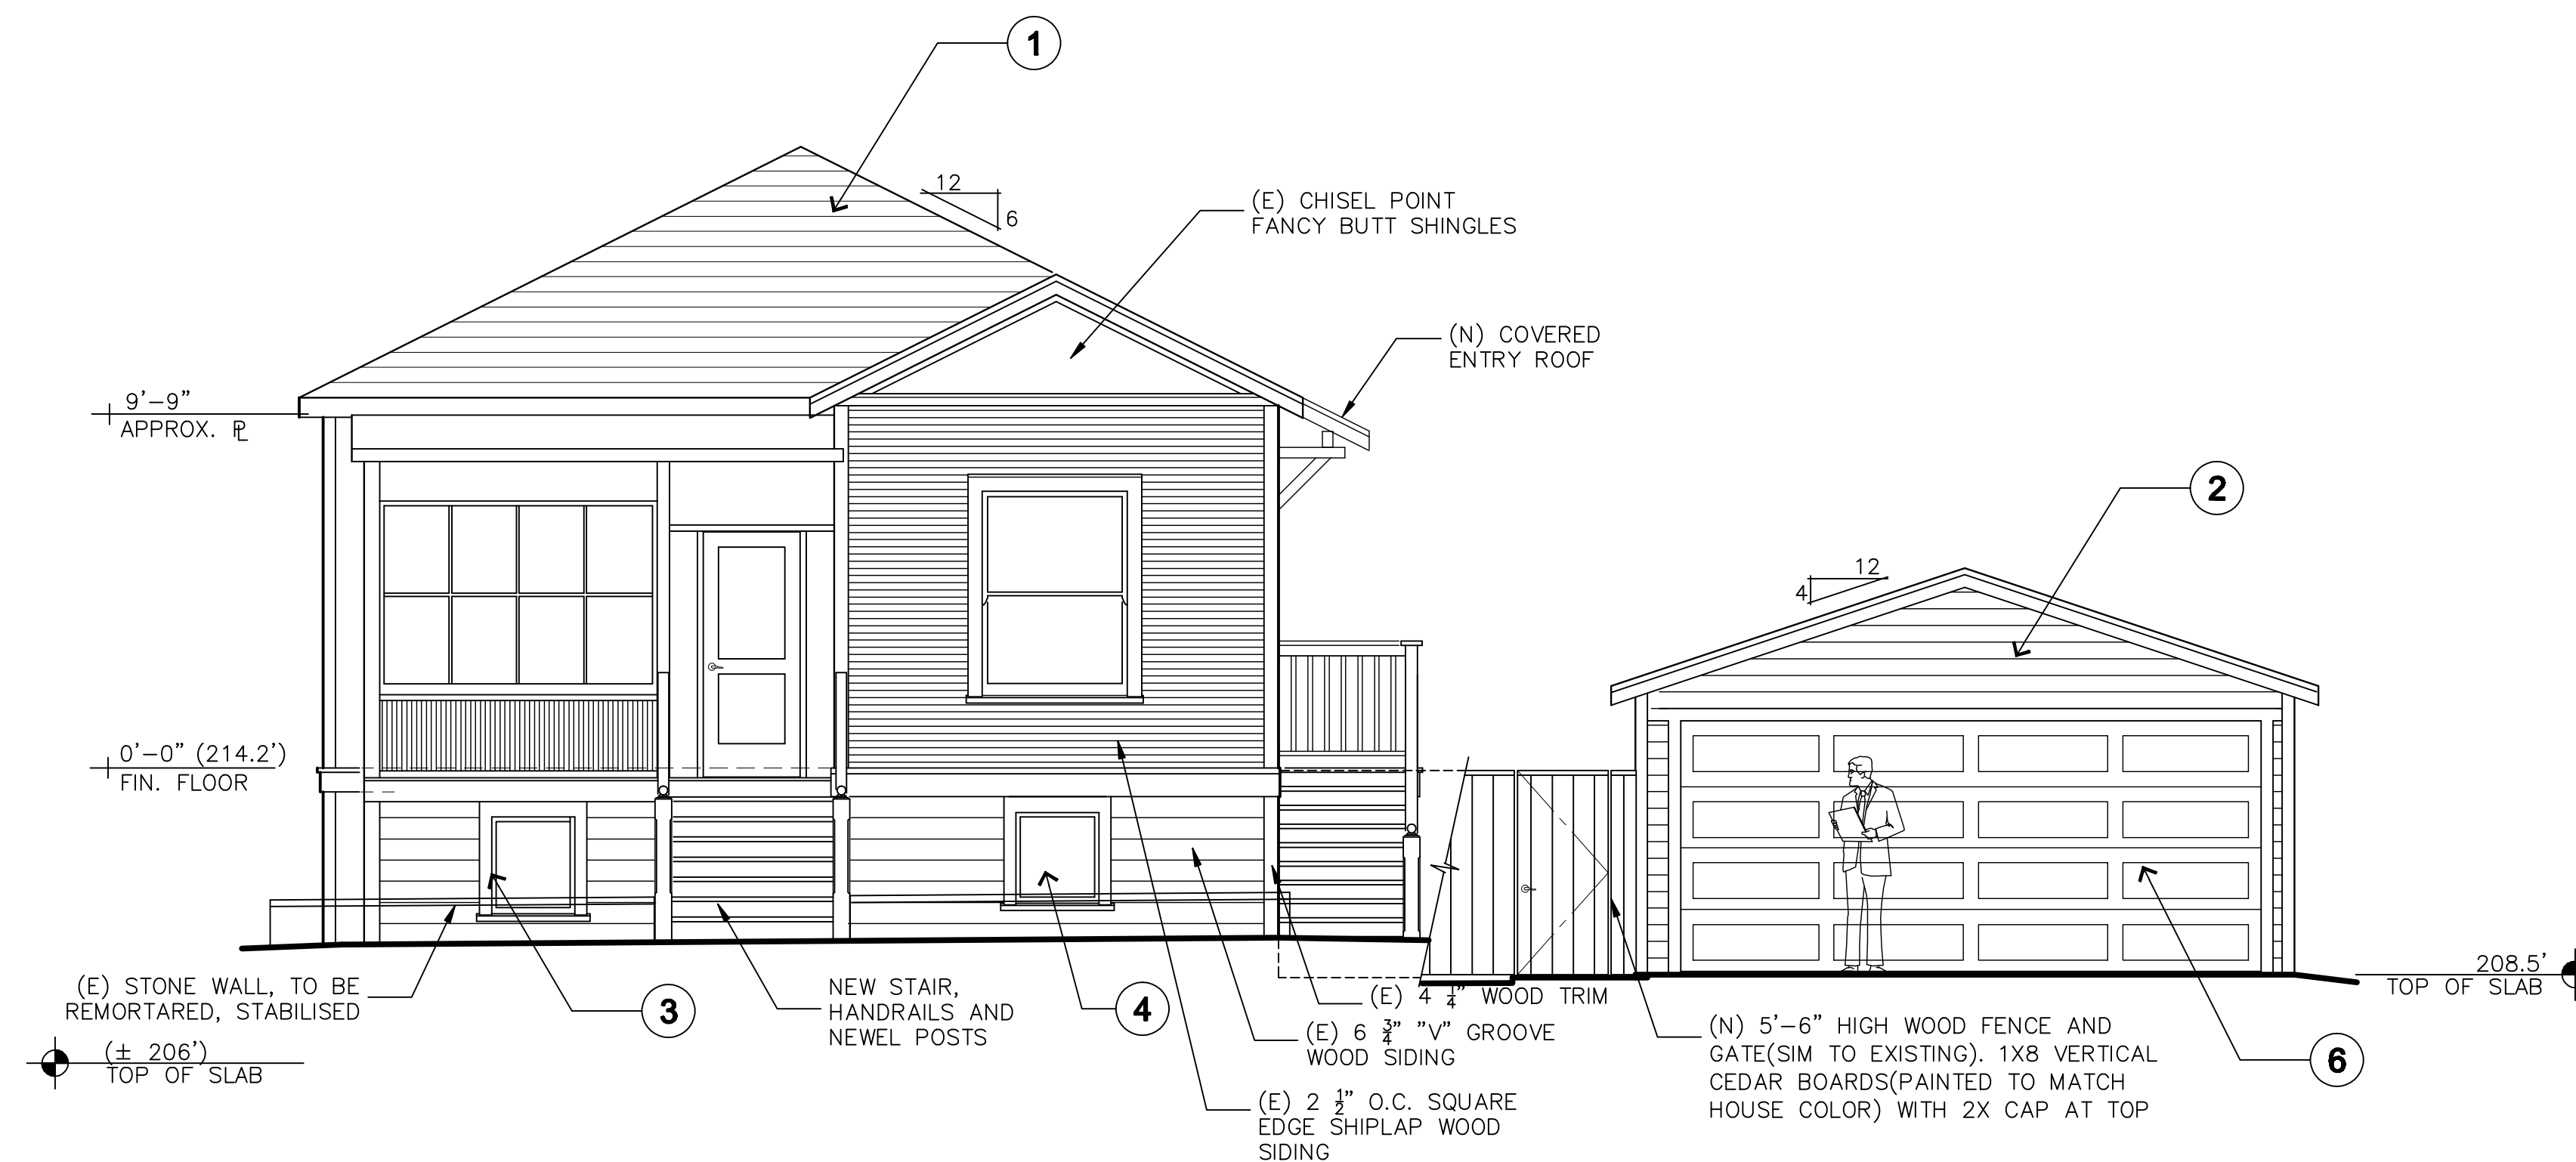 1
12
6
(E) CHISEL POINT
FANCY BUTT SHINGLES
(N) COVERED
ENTRY ROOF
9'-9"
APPROX. ⅊
2
12
4
0'-0" (214.2')
FIN. FLOOR
(E) STONE WALL, TO BE
REMORTARED, STABILISED
3
NEW STAIR,
HANDRAILS AND
NEWEL POSTS
4
(E) 4 1/4" WOOD TRIM
(E) 6 3/4" "V" GROOVE
WOOD SIDING
(E) 2 1/2" O.C. SQUARE
EDGE SHIPLAP WOOD
SIDING
(N) 5'-6" HIGH WOOD FENCE AND
GATE(SIM TO EXISTING). 1X8 VERTICAL
CEDAR BOARDS(PAINTED TO MATCH
HOUSE COLOR) WITH 2X CAP AT TOP
6
208.5'
TOP OF SLAB
(± 206')
TOP OF SLAB